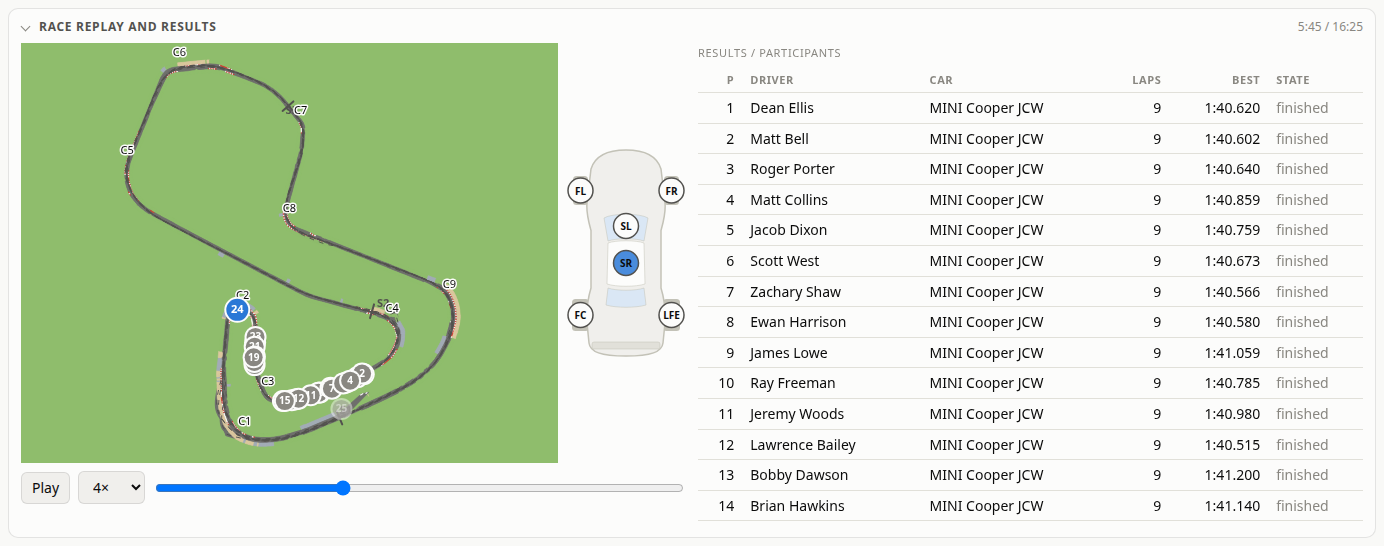 RACE REPLAY AND RESULTS
5:45 / 16:25
C6
C7
C5
C8
C9
C2
24
C4
19
C3
2
4
15
12
25
C1
FL
FR
SL
SR
FC
LFE
Play
4×
RESULTS / PARTICIPANTS
P DRIVER CAR LAPS BEST STATE
1 Dean Ellis MINI Cooper JCW 9 1:40.620 finished
2 Matt Bell MINI Cooper JCW 9 1:40.602 finished
3 Roger Porter MINI Cooper JCW 9 1:40.640 finished
4 Matt Collins MINI Cooper JCW 9 1:40.859 finished
5 Jacob Dixon MINI Cooper JCW 9 1:40.759 finished
6 Scott West MINI Cooper JCW 9 1:40.673 finished
7 Zachary Shaw MINI Cooper JCW 9 1:40.566 finished
8 Ewan Harrison MINI Cooper JCW 9 1:40.580 finished
9 James Lowe MINI Cooper JCW 9 1:41.059 finished
10 Ray Freeman MINI Cooper JCW 9 1:40.785 finished
11 Jeremy Woods MINI Cooper JCW 9 1:40.980 finished
12 Lawrence Bailey MINI Cooper JCW 9 1:40.515 finished
13 Bobby Dawson MINI Cooper JCW 9 1:41.200 finished
14 Brian Hawkins MINI Cooper JCW 9 1:41.140 finished